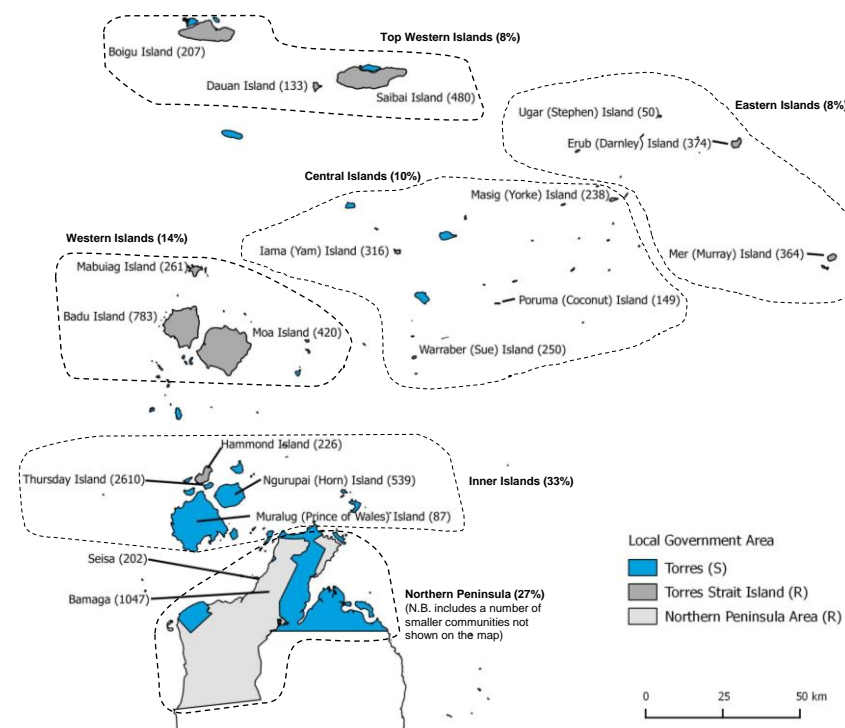 Top Western Islands (8%)
Boigu Island (207)
Dauan Island (133)
Saibai Island (480)
Ugar (Stephen) Island (50)
Eastern Islands (8%)
Erub (Darnley) Island (374)
Central Islands (10%)
Masig (Yorke) Island (238)
Western Islands (14%)
Iama (Yam) Island (316)
Mer (Murray) Island (364)
Mabuiag Island (261)
Poruma (Coconut) Island (149)
Badu Island (783)
Moa Island (420)
Warraber (Sue) Island (250)
Hammond Island (226)
Thursday Island (2610)
Ngurupai (Horn) Island (539)
Inner Islands (33%)
Muralug (Prince of Wales) Island (87)
Seisa (202)
Bamaga (1047)
Northern Peninsula (27%)
(N.B. includes a number of
smaller communities not
shown on the map)
Local Government Area
Torres (S)
Torres Strait Island (R)
Northern Peninsula Area (R)
0 25 50 km